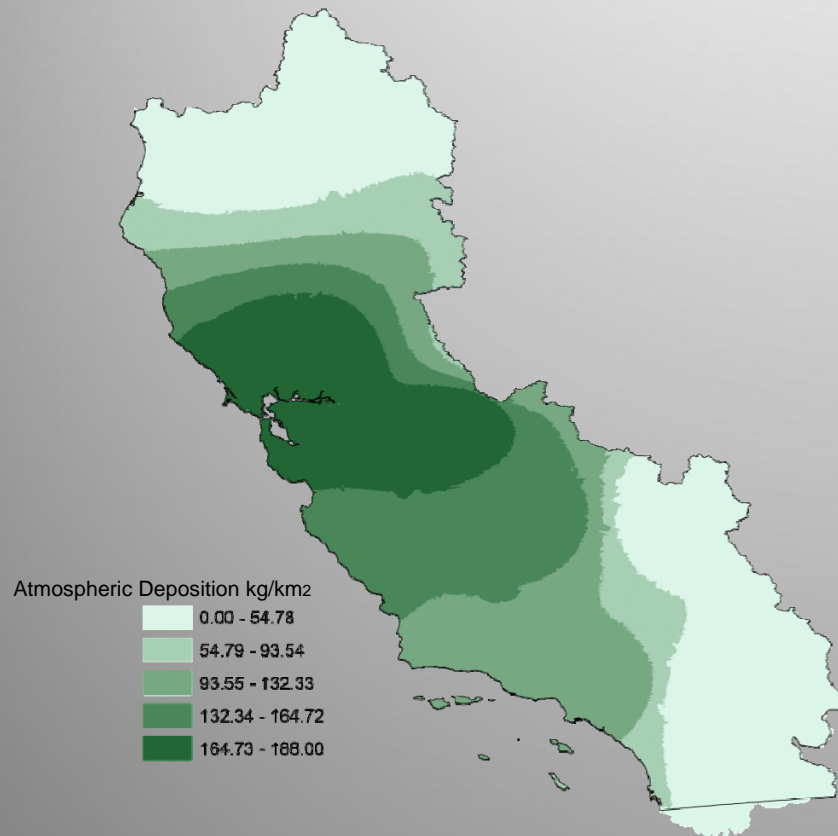 Atmospheric Deposition kg/km2
0.00 - 54.78
54.79 - 93.54
93.55 - 132.33
132.34 - 164.72
164.73 - 188.00